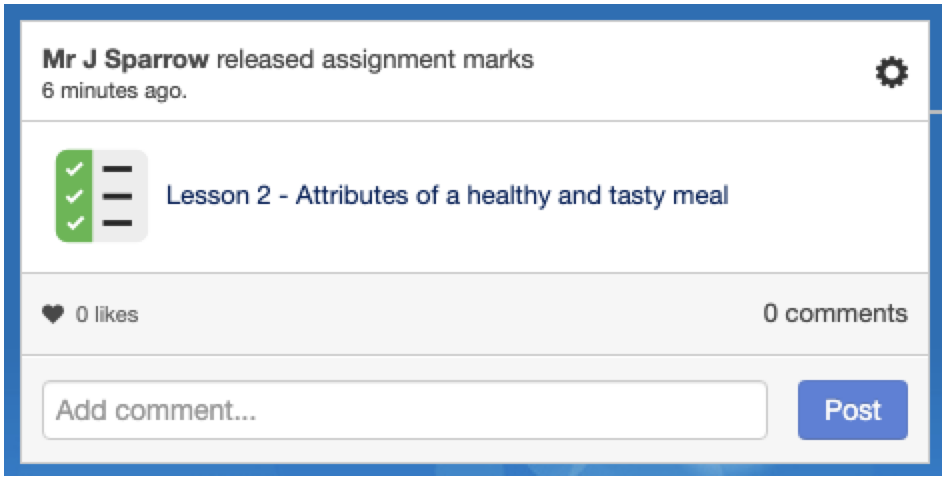 Mr J Sparrow released assignment marks
6 minutes ago.
Lesson 2 - Attributes of a healthy and tasty meal
0 likes
0 comments
Add comment...
Post